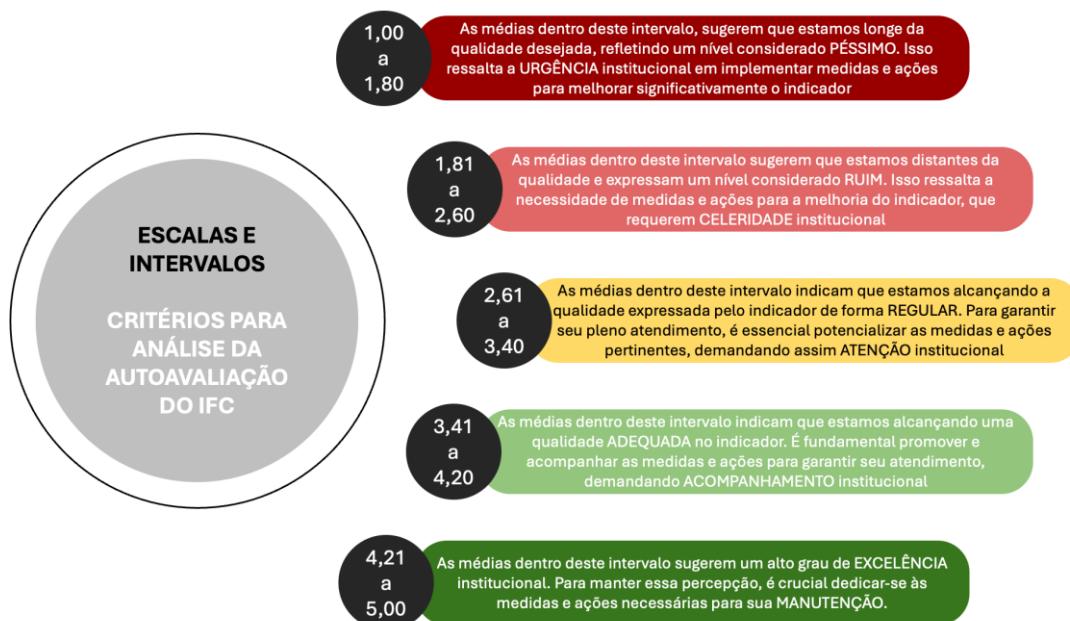 1,00
a
1,80
As médias dentro deste intervalo, sugerem que estamos longe da
qualidade desejada, refletindo um nível considerado PÉSSIMO. Isso
ressalta a URGÊNCIA institucional em implementar medidas e ações
para melhorar significativamente o indicador
1,81
a
2,60
As médias dentro deste intervalo sugerem que estamos distantes da
qualidade e expressam um nível considerado RUIM. Isso ressalta a
necessidade de medidas e ações para a melhoria do indicador, que
requerem CELERIDADE institucional
ESCALAS E
INTERVALOS
CRITÉRIOS PARA
ANÁLISE DA
AUTOAVALIAÇÃO
DO IFC
2,61
a
3,40
As médias dentro deste intervalo indicam que estamos alcançando a
qualidade expressada pelo indicador de forma REGULAR. Para garantir
seu pleno atendimento, é essencial potencializar as medidas e ações
pertinentes, demandando assim ATENÇÃO institucional
3,41
a
4,20
As médias dentro deste intervalo indicam que estamos alcançando uma
qualidade ADEQUADA no indicador. É fundamental promover e
acompanhar as medidas e ações para garantir seu atendimento,
demandando ACOMPANHAMENTO institucional
4,21
a
5,00
As médias dentro deste intervalo sugerem um alto grau de EXCELÊNCIA
institucional. Para manter essa percepção, é crucial dedicar-se às
medidas e ações necessárias para sua MANUTENÇÃO.